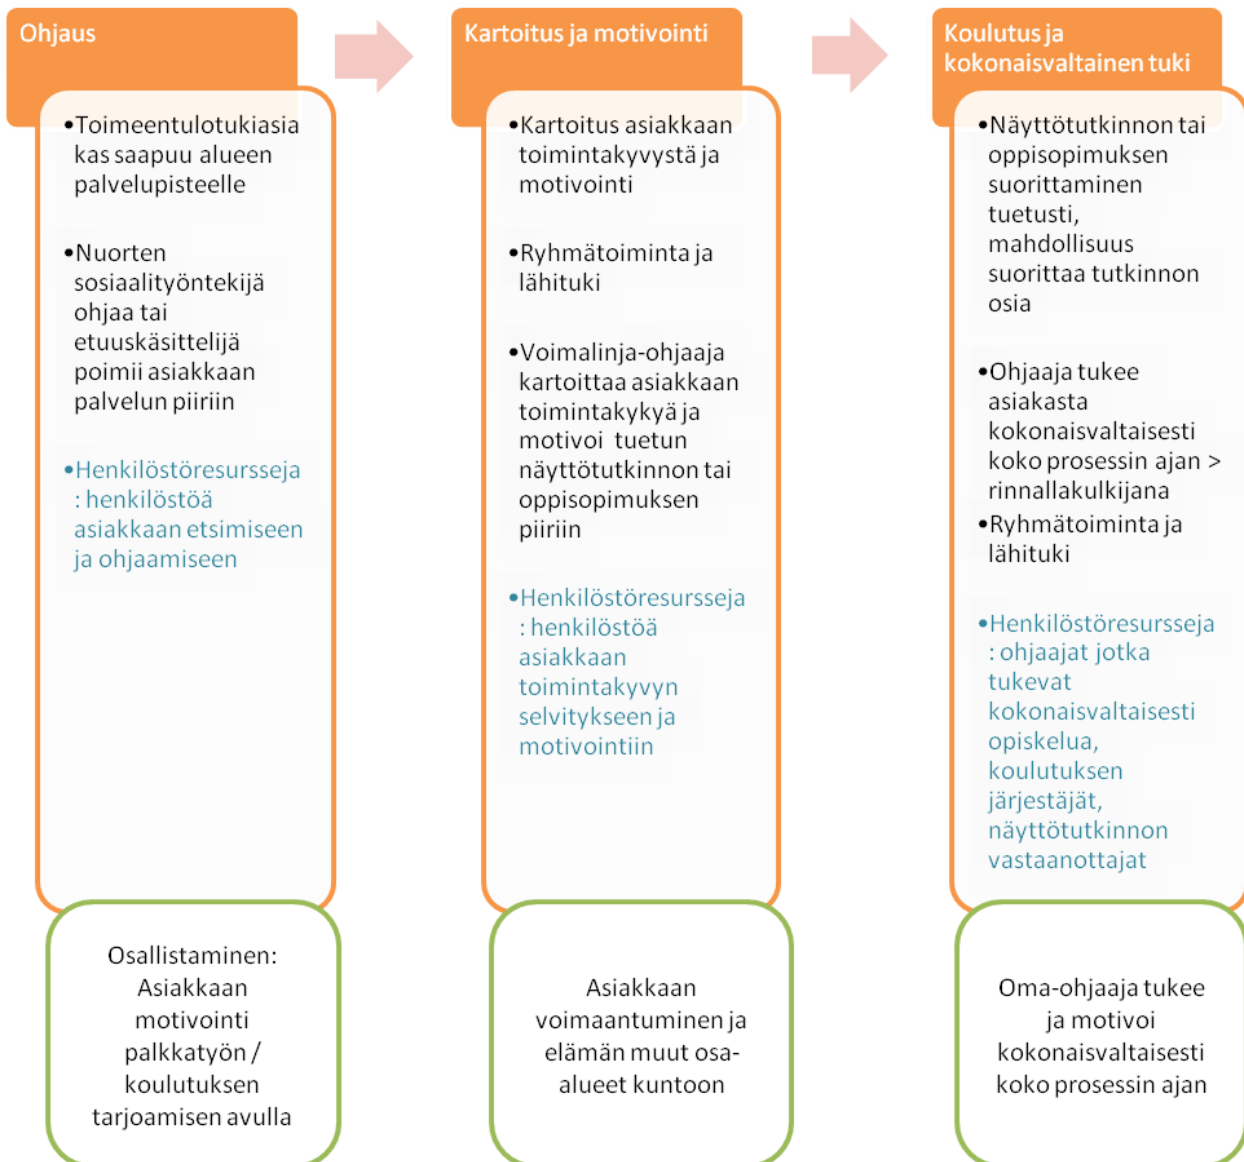 Ohjaus
•Toimeentulotukiasia
kas saapuu alueen
palvelupisteelle
•Nuorten
sosiaalityöntekijä
ohjaa tai
etuuskäsittelijä
poimii asiakkaan
palvelun piiriin
•Henkilöstöresursseja
: henkilöstöä
asiakkaan etsimiseen
ja ohjaamiseen
Osallistaminen:
Asiakkaan
motivointi
palkkatyön /
koulutuksen
tarjoamisen avulla
Kartoitus ja motivointi
•Kartoitus asiakkaan
toimintakyvystä ja
motivointi
•Ryhmätoiminta ja
lähituki
•Voimalinja-ohjaaja
kartoittaa asiakkaan
toimintakykyä ja
motivoi tuetun
näyttötutkinnon tai
oppisopimuksen
piiriin
•Henkilöstöresursseja
: henkilöstöä
asiakkaan
toimintakyvyn
selvitykseen ja
motivointiin
Asiakkaan
voimaantuminen ja
elämän muut osa-
alueet kuntoon
Koulutus ja
kokonaisvaltainen tuki
•Näyttötutkinnon tai
oppisopimuksen
suorittaminen
tuetusti,
mahdollisuus
suorittaa tutkinnon
osia
•Ohjaaja tukee
asiakasta
kokonaisvaltaisesti
koko prosessin ajan >
rinnallakulkijana
•Ryhmätoiminta ja
lähituki
•Henkilöstöresursseja
: ohjaajat jotka
tukevat
kokonaisvaltaisesti
opiskelua,
koulutuksen
järjestäjät,
näyttötutkinnon
vastaanottajat
Oma-ohjaaja tukee
ja motivoi
kokonaisvaltaisesti
koko prosessin ajan